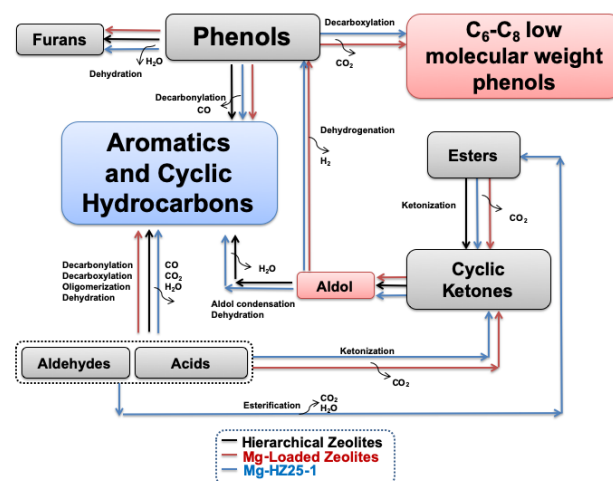 Furans
Phenols
Decarboxylation
CO2
C6-C8 low
molecular weight
phenols
H2O
Dehydration
Decarbonylation
CO
Aromatics
and Cyclic
Hydrocarbons
Dehydrogenation
H2
Esters
Ketonization
CO2
Cyclic
Ketones
Decarbonylation
Decarboxylation
Oligomerization
Dehydration
CO
CO2
H2O
H2O
Aldol
Aldol condensation
Dehydration
Aldehydes
Acids
Ketonization
CO2
Esterification
CO2
H2O
Hierarchical Zeolites
Mg-Loaded Zeolites
Mg-HZ25-1